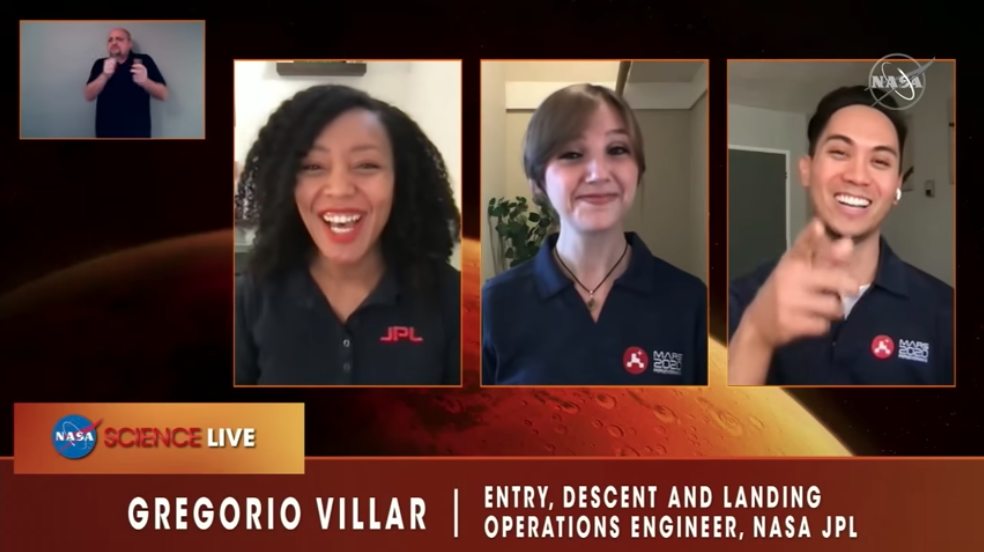 NASA
JPL
MARS
2020
MARS
2020
NASA SCIENCE LIVE
GREGORIO VILLAR
ENTRY, DESCENT AND LANDING
OPERATIONS ENGINEER, NASA JPL